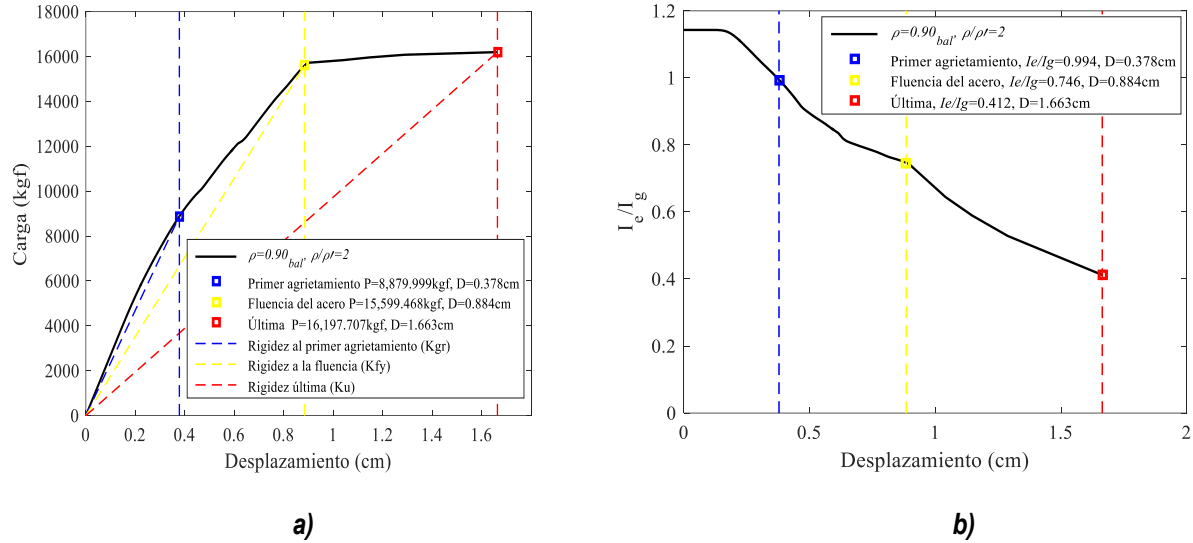 18000
16000
14000
12000
10000
8000
6000
4000
2000
0
Carga (kgf)
ρ=0.90bal, ρ/ρ′=2
Primer agrietamiento P=8,879.999kgf, D=0.378cm
Fluencia del acero P=15,599.468kgf, D=0.884cm
Última P=16,197.707kgf, D=1.663cm
Rigidez al primer agrietamiento (Kgr)
Rigidez a la fluencia (Kfy)
Rigidez última (Ku)
0 0.2 0.4 0.6 0.8 1 1.2 1.4 1.6
Desplazamiento (cm)
a)
1.2
1
0.8
0.6
0.4
0.2
0
Ie/Ig
ρ=0.90bal, ρ/ρ′=2
Primer agrietamiento, Ie/Ig=0.994, D=0.378cm
Fluencia del acero, Ie/Ig=0.746, D=0.884cm
Última, Ie/Ig=0.412, D=1.663cm
0 0.5 1 1.5 2
Desplazamiento (cm)
b)